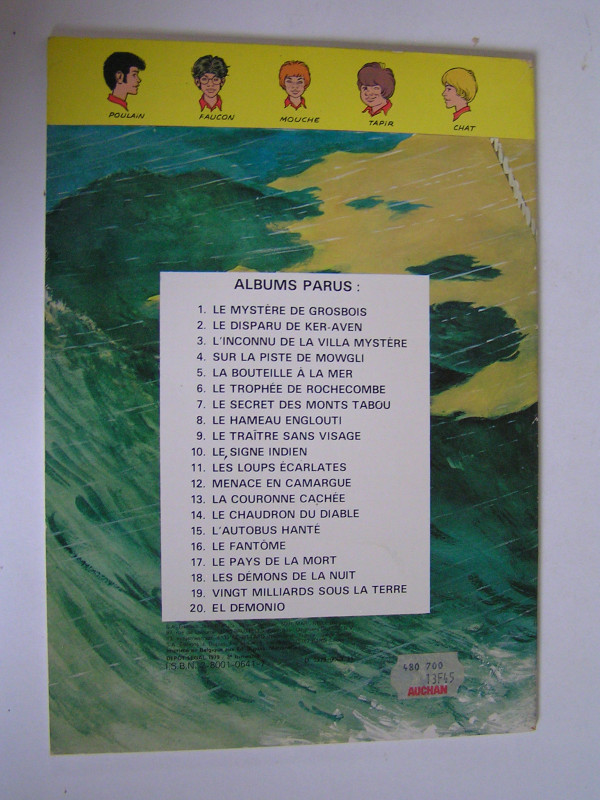 POULAIN FAUCON MOUCHE TAPIR CHAT
ALBUMS PARUS :
1. LE MYSTÈRE DE GROSBOIS
2. LE DISPARU DE KER-AVEN
3. L'INCONNU DE LA VILLA MYSTÈRE
4. SUR LA PISTE DE MOWGLI
5. LA BOUTEILLE À LA MER
6. LE TROPHÉE DE ROCHECOMBE
7. LE SECRET DES MONTS TABOU
8. LE HAMEAU ENGLOUTI
9. LE TRAÎTRE SANS VISAGE
10. LE SIGNE INDIEN
11. LES LOUPS ÉCARLATES
12. MENACE EN CAMARGUE
13. LA COURONNE CACHÉE
14. LE CHAUDRON DU DIABLE
15. L'AUTOBUS HANTÉ
16. LE FANTÔME
17. LE PAYS DE LA MORT
18. LES DÉMONS DE LA NUIT
19. VINGT MILLIARDS SOUS LA TERRE
20. EL DEMONIO
I.S.B.N.
480 700
13F45
AUCHAN